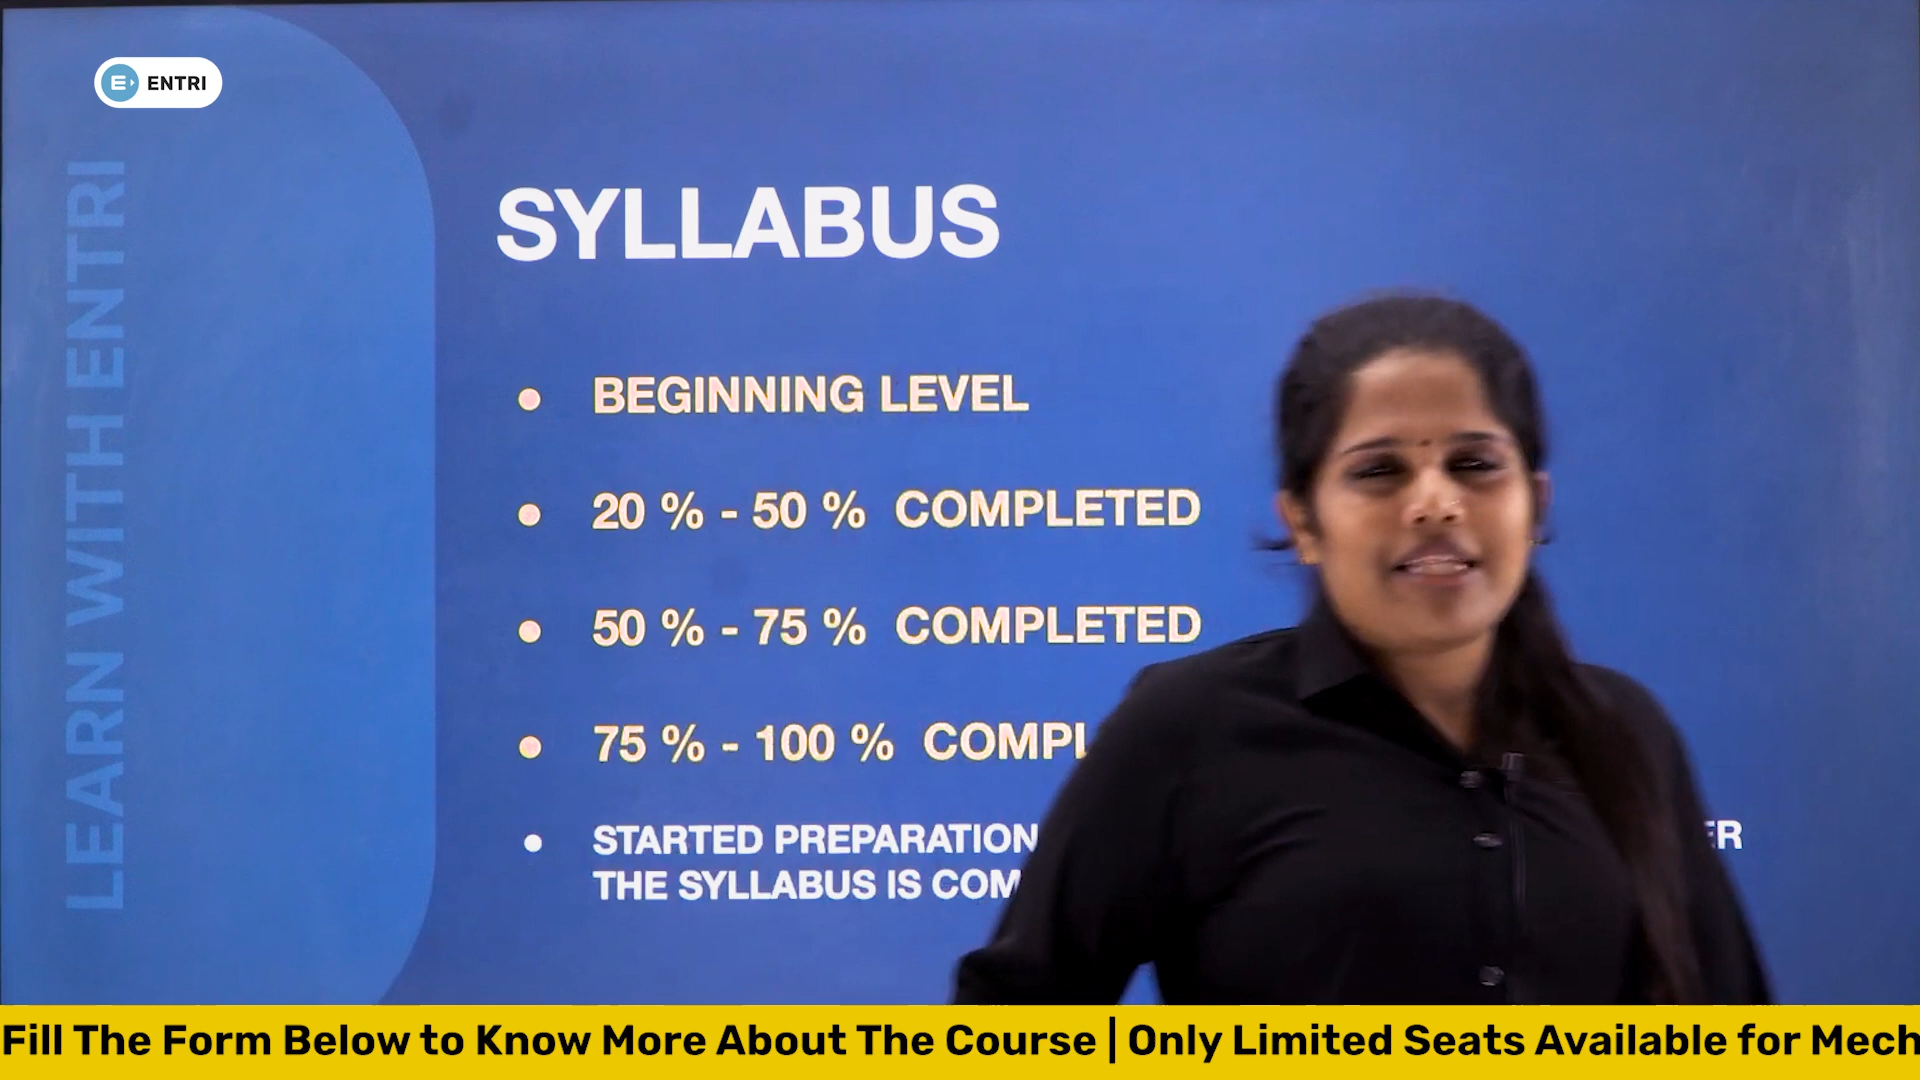 ENTRI
LEARN WITH ENTRI
SYLLABUS
• BEGINNING LEVEL
• 20 % - 50 % COMPLETED
• 50 % - 75 % COMPLETED
• 75 % - 100 % COMPL
• STARTED PREPARATION ER
THE SYLLABUS IS COM
Fill The Form Below to Know More About The Course | Only Limited Seats Available for Mech